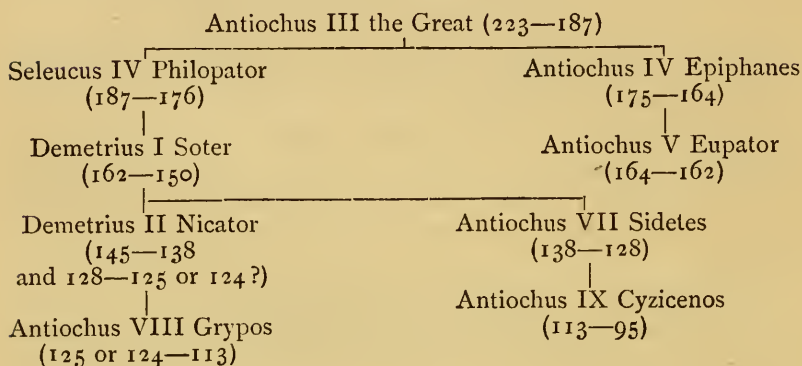 Antiochus III the Great (223—187)
Seleucus IV Philopator Antiochus IV Epiphanes
(187—176) (175—164)
Demetrius I Soter Antiochus V Eupator
(162—150) (164—162)
Demetrius II Nicator Antiochus VII Sidetes
(145—138 (138—128)
and 128—125 or 124?)
Antiochus IX Cyzicenos
Antiochus VIII Grypos (113—95)
(125 or 124—113)